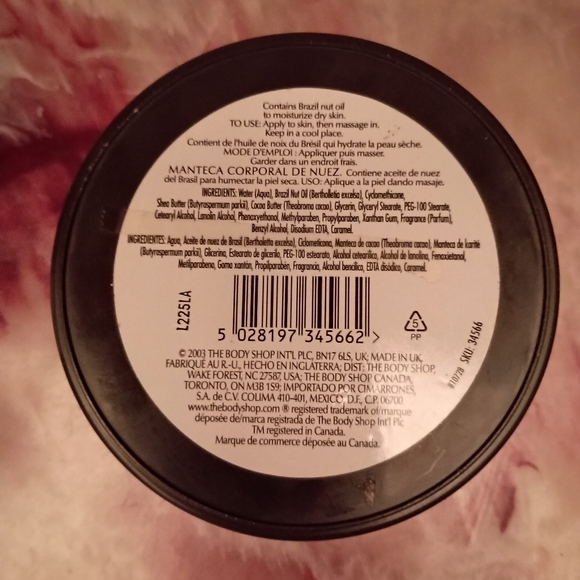 Contains Brazil nut oil
to moisturize dry skin.
TO USE: Apply to skin, then massage in.
Keep in a cool place.
Contient de l'huile de noix du Brésil qui hydrate la peau sèche.
MODE D'EMPLOI : Appliquer puis masser.
Garder dans un endroit frais.
MANTECA CORPORAL DE NUEZ. Contiene aceite de nuez
del Brasil para humectar la piel seca. USO: Aplique a la piel dando masaje.
INGREDIENTS: Water (Aqua), Brazil Nut Oil (Bertholletia excelsa), Cyclomethicone,
Shea Butter (Butyrospermum parkii), Cocoa Butter (Theobroma cacao), Glycerin, Glyceryl Stearate, PEG-100 Stearate,
Cetearyl Alcohol, Lanolin Alcohol, Phenoxyethanol, Methylparaben, Propylparaben, Xanthan Gum, Fragrance (Parfum),
Benzyl Alcohol, Disodium EDTA, Caramel.
INGREDIENTES: Agua, Aceite de nuez de Brasil (Bertholletia excelsa), Ciclometicona, Manteca de cacao (Theobroma cacao), Manteca de karité
(Butyrospermum parkii), Glicerina, Estearato de glicerilo, PEG-100 estearato, Alcohol cetearílico, Alcohol de lanolina, Fenoxietanol,
Metilparabeno, Goma xantán, Propilparabén, Fragrancia, Alcohol bencílico, EDTA disódico, Caramel.
L225LA
5 028197 345662 >
5
PP
810728 SKU: 34566
© 2003 THE BODY SHOP INT'L PLC, BN17 6LS, UK; MADE IN UK,
FABRIQUÉ AU R.-U., HECHO EN INGLATERRA; DIST: THE BODY SHOP,
WAKE FOREST, NC 27587, USA; THE BODY SHOP CANADA,
TORONTO, ON M3B 1S9; IMPORTADO POR CIMARRONES,
S.A. de C.V. COLIMA 410-401, MEXICO, D.F., C.P. 06700
www.thebodyshop.com ® registered trademark of/marque
déposée de/marca registrada de The Body Shop Int'l Plc
TM registered in Canada.
Marque de commerce déposée au Canada.